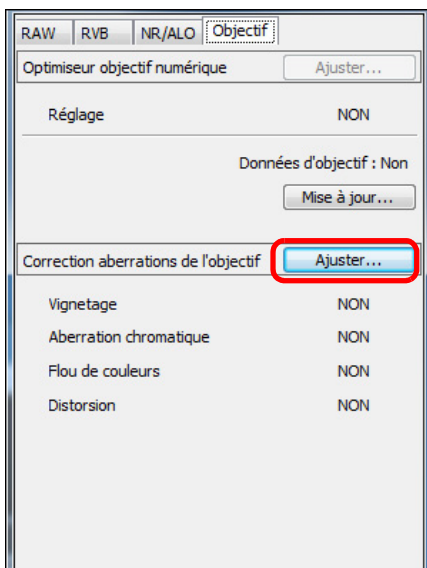 RAW RVB NR/ALO Objectif
Optimiseur objectif numérique Ajuster...
Réglage NON
Données d'objectif : Non
Mise à jour...
Correction aberrations de l'objectif Ajuster...
Vignetage NON
Aberration chromatique NON
Flou de couleurs NON
Distorsion NON